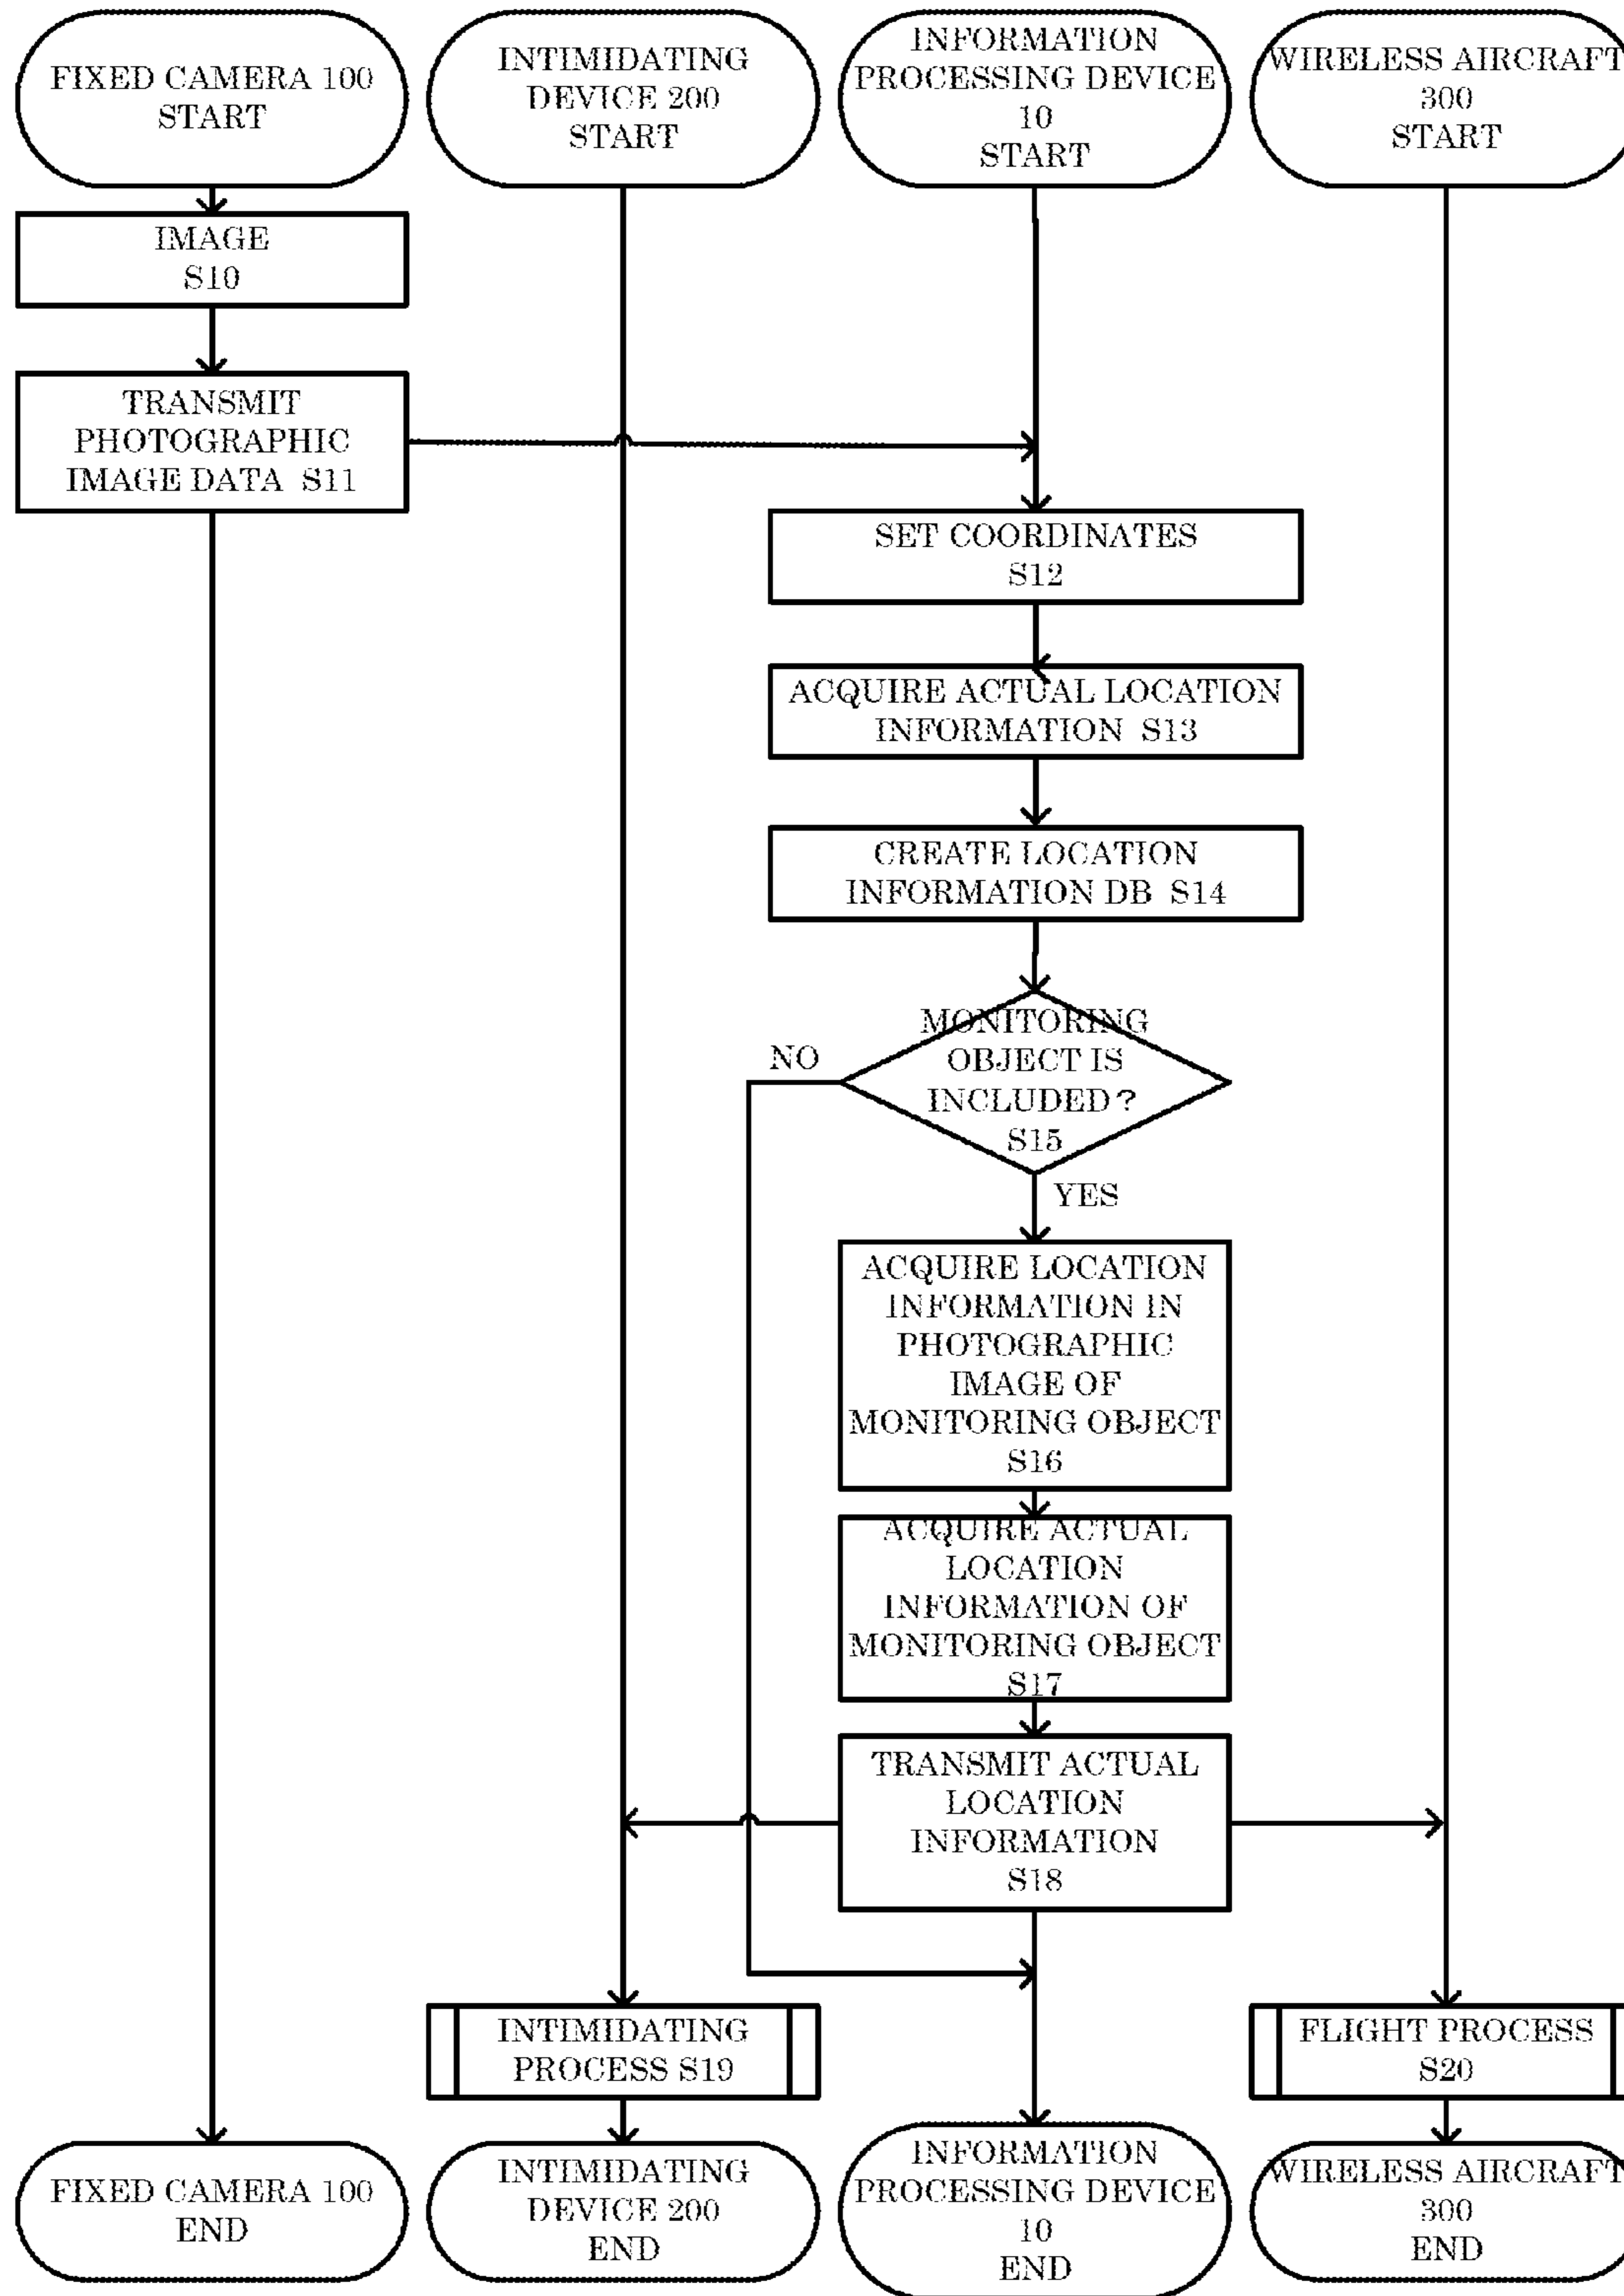 FIXED CAMERA 100
START
INTIMIDATING
DEVICE 200
START
INFORMATION
PROCESSING DEVICE
10
START
WIRELESS AIRCRAFT
300
START
IMAGE
S10
TRANSMIT
PHOTOGRAPHIC
IMAGE DATA S11
SET COORDINATES
S12
ACQUIRE ACTUAL LOCATION
INFORMATION S13
CREATE LOCATION
INFORMATION DB S14
MONITORING
OBJECT IS
INCLUDED?
S15
NO
YES
ACQUIRE LOCATION
INFORMATION IN
PHOTOGRAPHIC
IMAGE OF
MONITORING OBJECT
S16
ACQUIRE ACTUAL
LOCATION
INFORMATION OF
MONITORING OBJECT
S17
TRANSMIT ACTUAL
LOCATION
INFORMATION
S18
INTIMIDATING
PROCESS S19
FLIGHT PROCESS
S20
FIXED CAMERA 100
END
INTIMIDATING
DEVICE 200
END
INFORMATION
PROCESSING DEVICE
10
END
WIRELESS AIRCRAFT
300
END